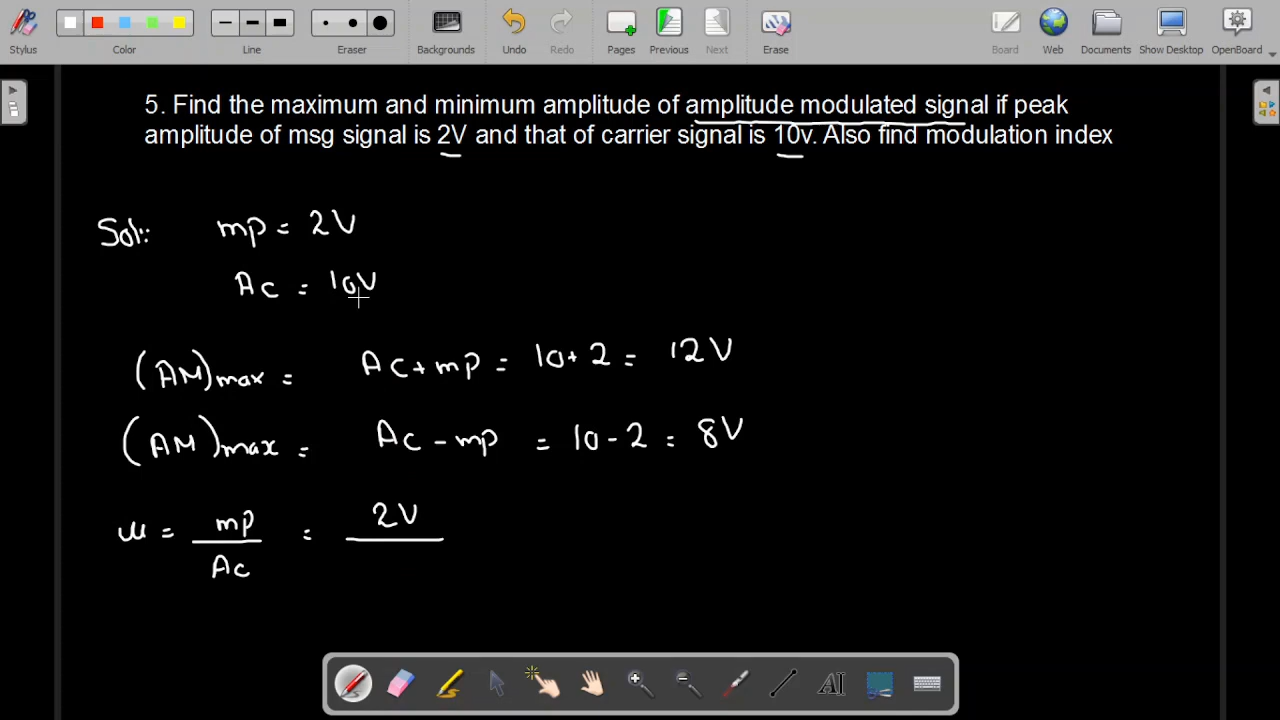 Stylus Color Line Eraser Backgrounds Undo Redo Pages Previous Next Erase Board Web Documents Show Desktop OpenBoard
5. Find the maximum and minimum amplitude of amplitude modulated signal if peak
amplitude of msg signal is 2V and that of carrier signal is 10v. Also find modulation index
Sol:- mp = 2V
Ac = 10V
(AM)max = Ac + mp = 10 + 2 = 12V
(AM)max = Ac - mp = 10 - 2 = 8V
μ = mp = 2V
Ac
AI